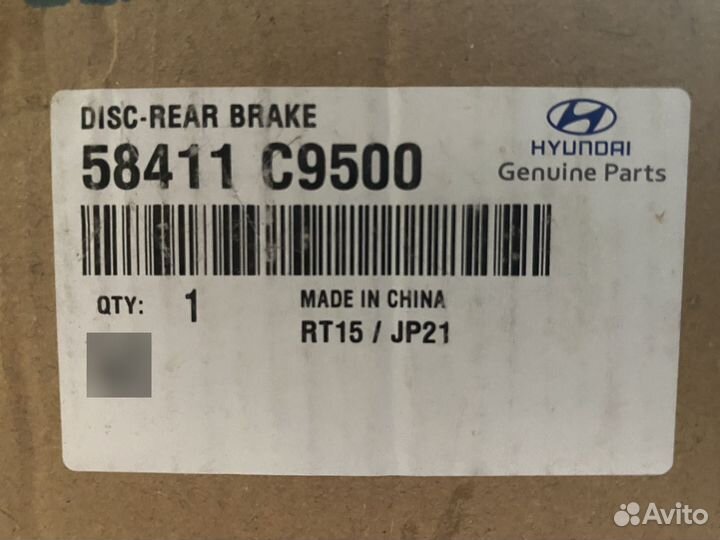 DISC-REAR BRAKE
58411 C9500
HYUNDAI
Genuine Parts
QTY: 1
MADE IN CHINA
RT15 / JP21
Avito